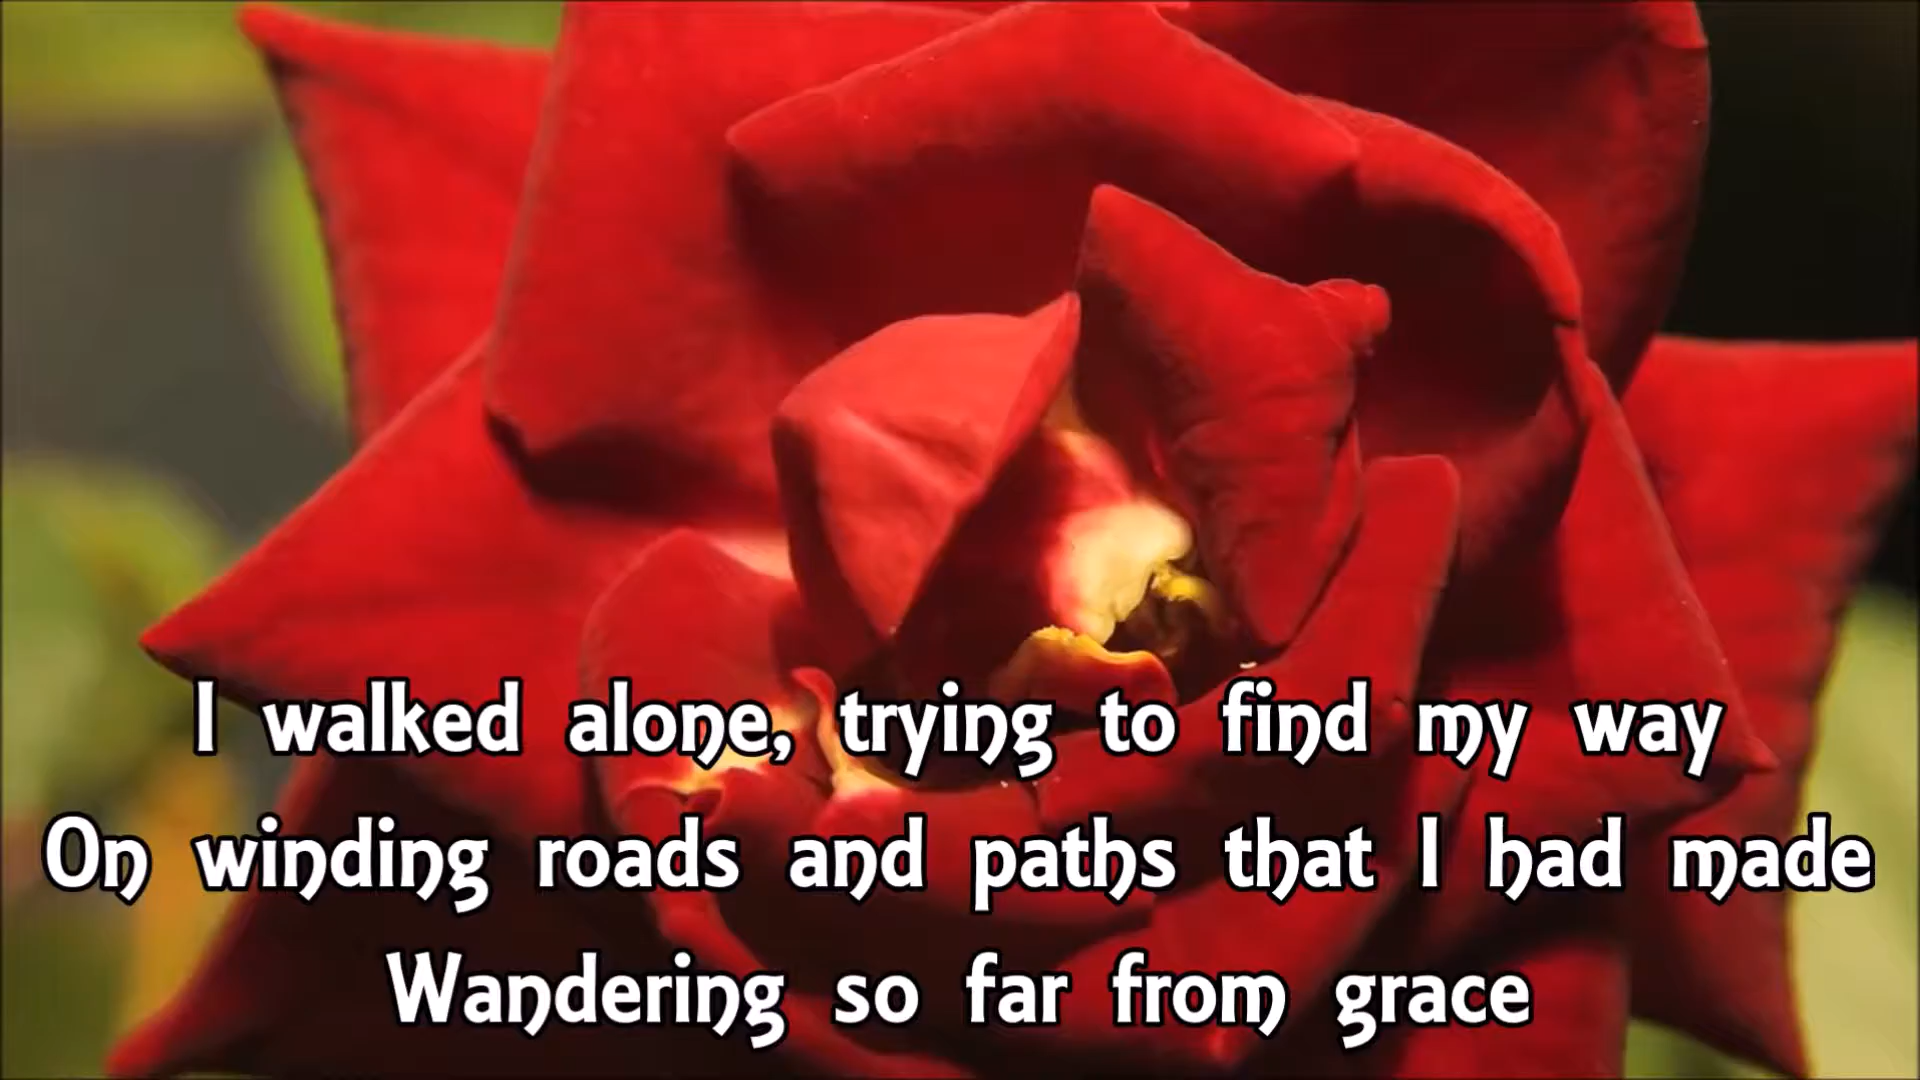 I walked alone, trying to find my way
On winding roads and paths that I had made
Wandering so far from grace